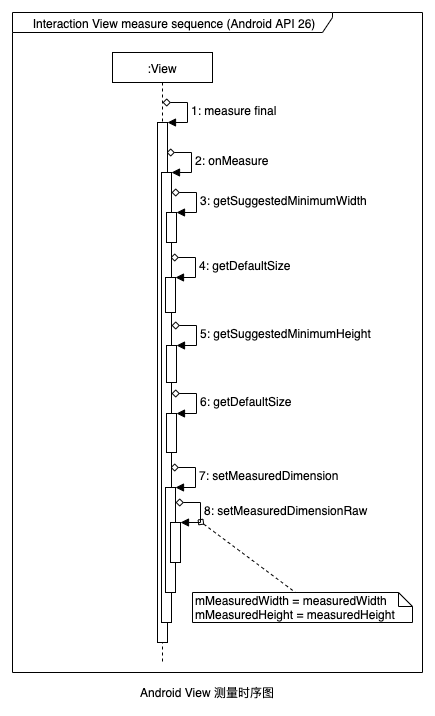 Interaction View measure sequence (Android API 26)
:View
1: measure final
2: onMeasure
3: getSuggestedMinimumWidth
4: getDefaultSize
5: getSuggestedMinimumHeight
6: getDefaultSize
7: setMeasuredDimension
8: setMeasuredDimensionRaw
mMeasuredWidth = measuredWidth
mMeasuredHeight = measuredHeight
Android View 测量时序图